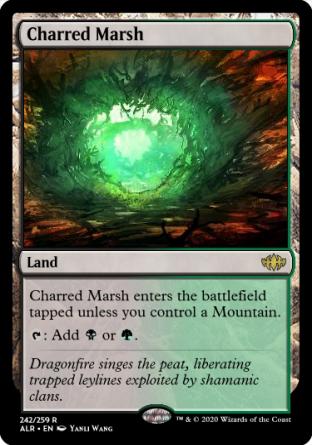 Charred Marsh
Land
Charred Marsh enters the battlefield
tapped unless you control a Mountain.
: Add or .
Dragonfire singes the peat, liberating
trapped leylines exploited by shamanic
clans.
242/259 R
ALR • EN YANLI WANG
™ & © 2020 Wizards of the Coast